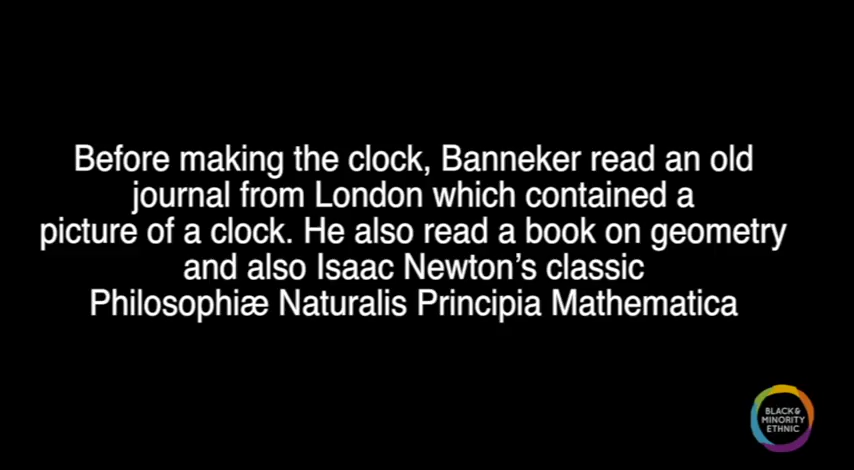 Before making the clock, Banneker read an old
journal from London which contained a
picture of a clock. He also read a book on geometry
and also Isaac Newton’s classic
Philosophiæ Naturalis Principia Mathematica
BLACK&
MINORITY
ETHNIC